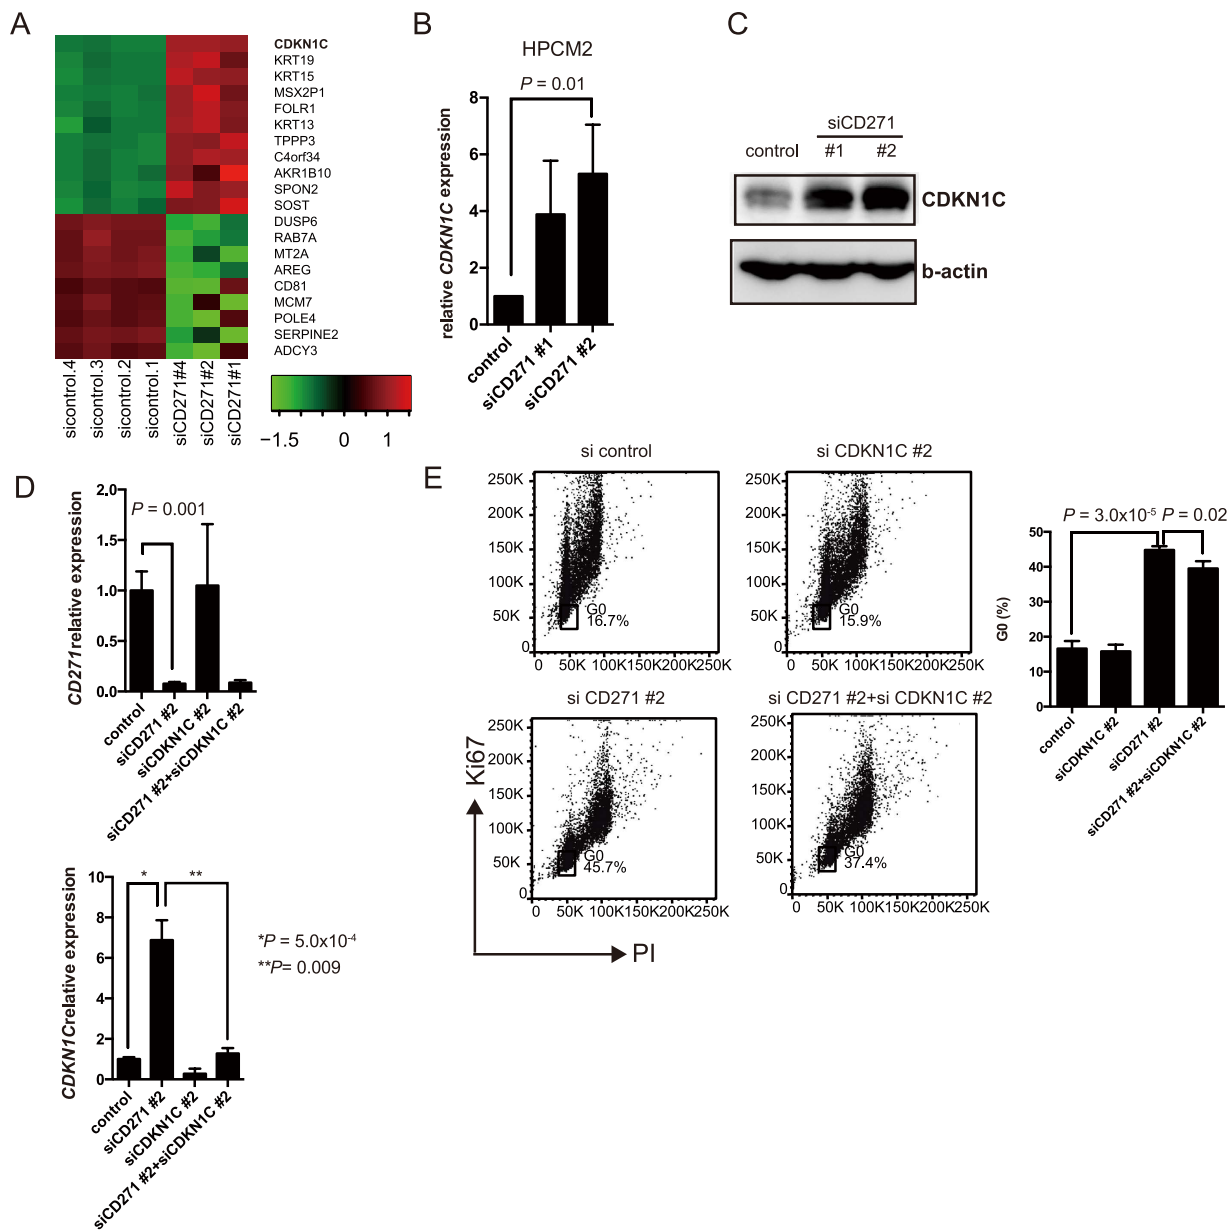 A
CDKN1C
KRT19
KRT15
MSX2P1
FOLR1
KRT13
TPPP3
C4orf34
AKR1B10
SPON2
SOST
DUSP6
RAB7A
MT2A
AREG
CD81
MCM7
POLE4
SERPINE2
ADCY3
sicontrol.4
sicontrol.3
sicontrol.2
sicontrol.1
siCD271#4
siCD271#2
siCD271#1
−1.5 0 1
B
HPCM2
P = 0.01
relative CDKN1C expression
8
6
4
2
0
control
siCD271 #1
siCD271 #2
C
siCD271
control #1 #2
CDKN1C
b-actin
D
CD271relative expression
2.0
1.5
1.0
0.5
0.0
P = 0.001
control
siCD271 #2
siCDKN1C #2
siCD271 #2+siCDKN1C #2
CDKN1Crelative expression
10
8
6
4
2
0
* **
*P = 5.0x10-4
**P= 0.009
control
siCD271 #2
siCDKN1C #2
siCD271 #2+siCDKN1C #2
E
si control
250K
200K
150K
100K
50K
0
G0
16.7%
0 50K 100K 150K 200K 250K
si CDKN1C #2
250K
200K
150K
100K
50K
0
G0
15.9%
0 50K 100K 150K 200K 250K
si CD271 #2
250K
200K
150K
100K
50K
0
G0
45.7%
0 50K 100K 150K 200K 250K
si CD271 #2+si CDKN1C #2
250K
200K
150K
100K
50K
0
G0
37.4%
0 50K 100K 150K 200K 250K
Ki67
PI
P = 3.0x10-5 P = 0.02
G0 (%)
50
40
30
20
10
0
control
siCDKN1C #2
siCD271 #2
siCD271 #2+siCDKN1C #2